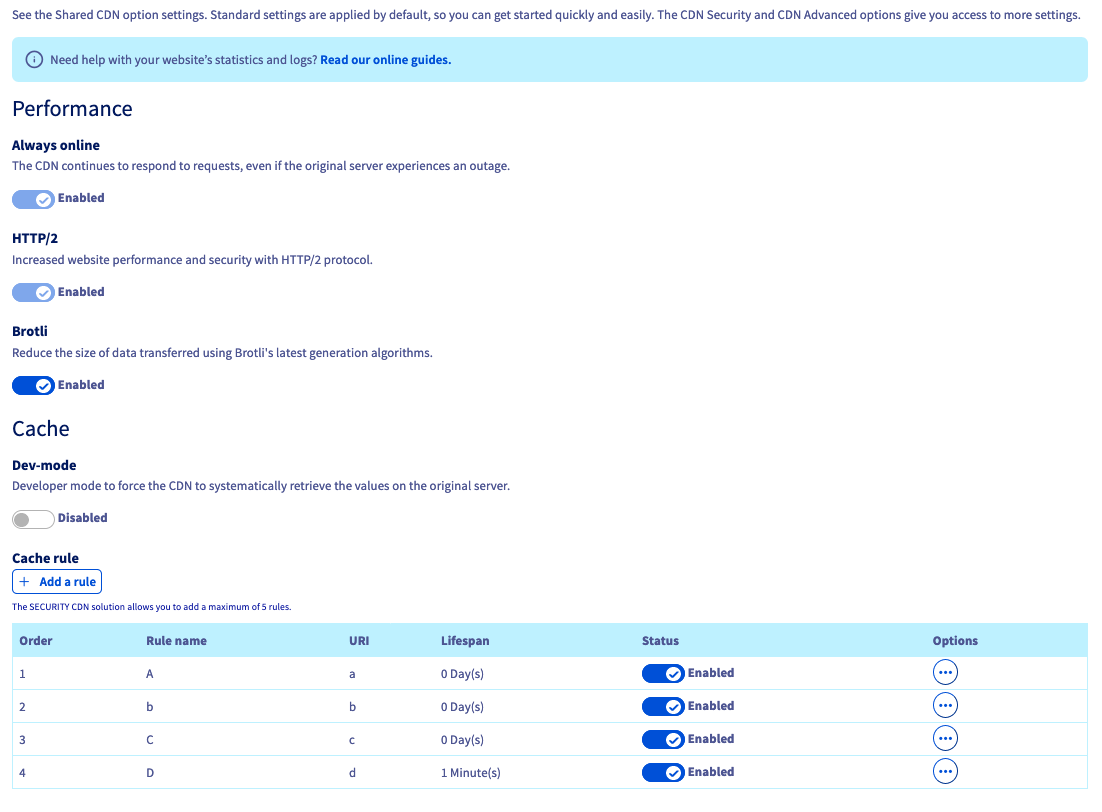 See the Shared CDN option settings. Standard settings are applied by default, so you can get started quickly and easily. The CDN Security and CDN Advanced options give you access to more settings.
Need help with your website's statistics and logs? Read our online guides.
Performance
Always online
The CDN continues to respond to requests, even if the original server experiences an outage.
Enabled
HTTP/2
Increased website performance and security with HTTP/2 protocol.
Enabled
Brotli
Reduce the size of data transferred using Brotli's latest generation algorithms.
Enabled
Cache
Dev-mode
Developer mode to force the CDN to systematically retrieve the values on the original server.
Disabled
Cache rule
+ Add a rule
The SECURITY CDN solution allows you to add a maximum of 5 rules.
Order Rule name URI Lifespan Status Options
1 A a 0 Day(s) Enabled
2 b b 0 Day(s) Enabled
3 C c 0 Day(s) Enabled
4 D d 1 Minute(s) Enabled